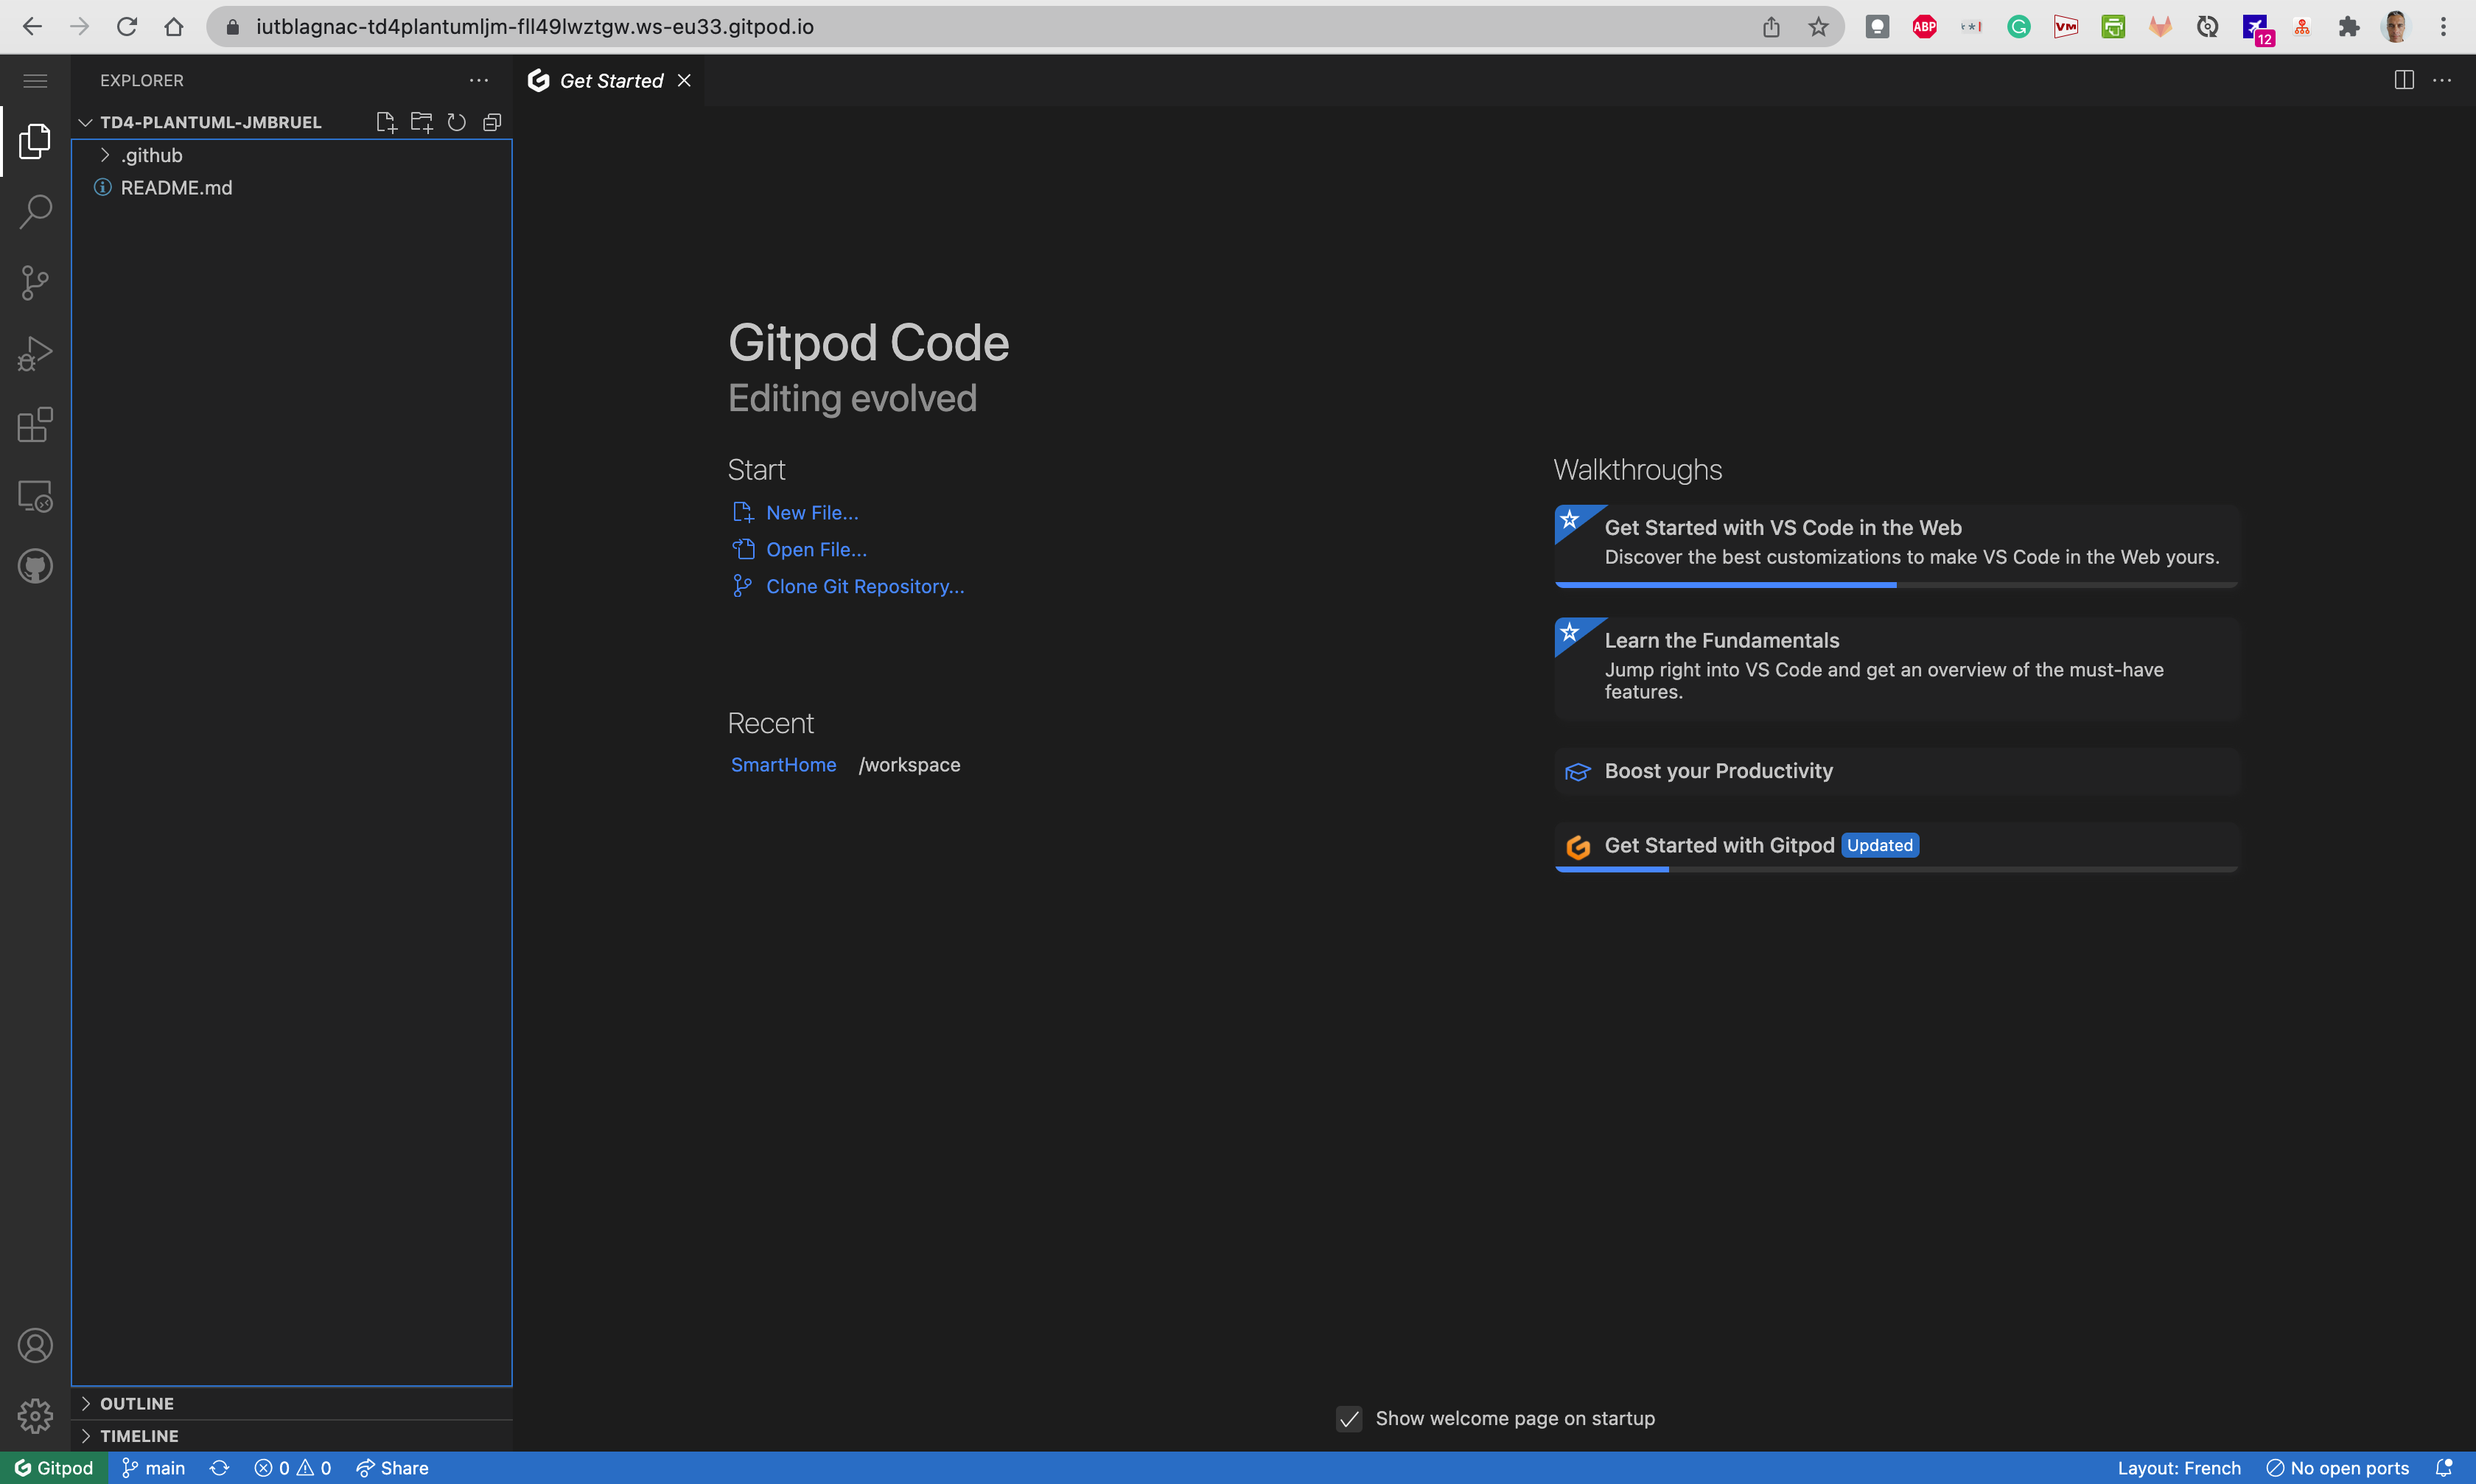 iutblagnac-td4plantumljm-fll49lwztgw.ws-eu33.gitpod.io
ABP
VM
12
EXPLORER
Get Started
TD4-PLANTUML-JMBRUEL
.github
README.md
Gitpod Code
Editing evolved
Start
New File...
Open File...
Clone Git Repository...
Recent
SmartHome /workspace
Walkthroughs
Get Started with VS Code in the Web
Discover the best customizations to make VS Code in the Web yours.
Learn the Fundamentals
Jump right into VS Code and get an overview of the must-have
features.
Boost your Productivity
Get Started with Gitpod Updated
Show welcome page on startup
OUTLINE
TIMELINE
Gitpod main 0 0 Share Layout: French No open ports